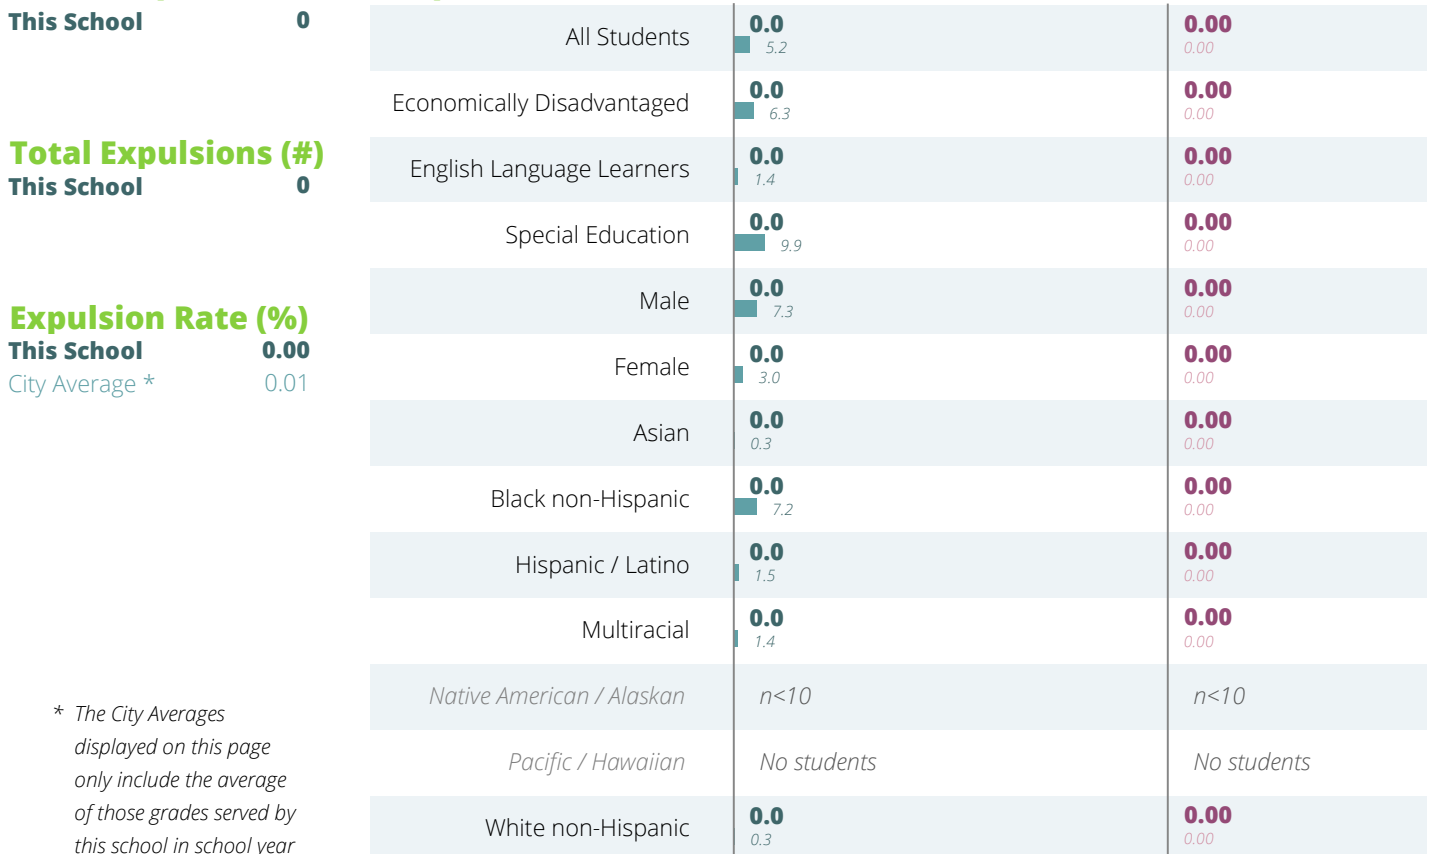 This School 0
Total Expulsions (#)
This School 0
Expulsion Rate (%)
This School 0.00
City Average * 0.01
* The City Averages
displayed on this page
only include the average
of those grades served by
this school in school year
All Students 0.0 0.00
5.2 0.00
Economically Disadvantaged 0.0 0.00
6.3 0.00
English Language Learners 0.0 0.00
1.4 0.00
Special Education 0.0 0.00
9.9 0.00
Male 0.0 0.00
7.3 0.00
Female 0.0 0.00
3.0 0.00
Asian 0.0 0.00
0.3 0.00
Black non-Hispanic 0.0 0.00
7.2 0.00
Hispanic / Latino 0.0 0.00
1.5 0.00
Multiracial 0.0 0.00
1.4 0.00
Native American / Alaskan n<10 n<10
Pacific / Hawaiian No students No students
White non-Hispanic 0.0 0.00
0.3 0.00